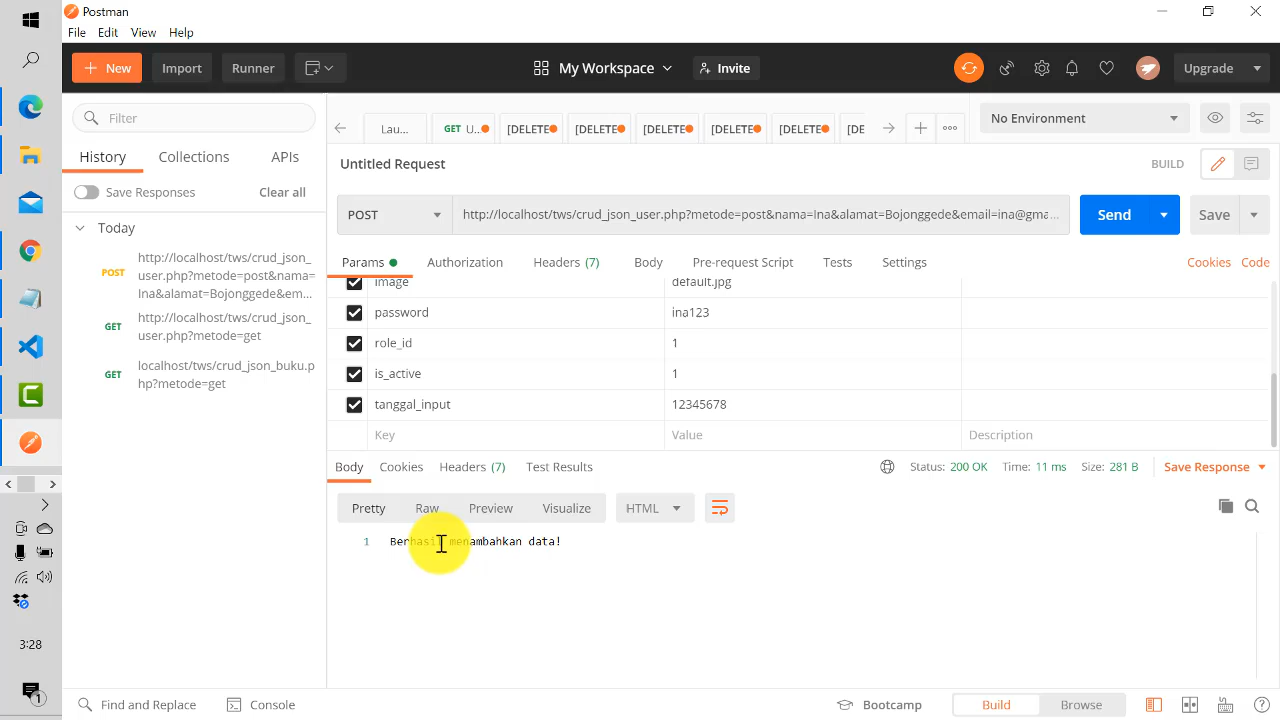 Postman
File Edit View Help
New Import Runner My Workspace Invite Upgrade
Filter
History Collections APIs
Save Responses Clear all
Today
POST http://localhost/tws/crud_json_
user.php?metode=post&nama=
Ina&alamat=Bojonggede&em...
GET http://localhost/tws/crud_json_
user.php?metode=get
GET localhost/tws/crud_json_buku.p
hp?metode=get
Lau... GET U.. [DELETE [DELETE [DELETE [DELETE [DELETE [DE ooo No Environment
Untitled Request BUILD
POST http://localhost/tws/crud_json_user.php?metode=post&nama=Ina&alamat=Bojonggede&email=ina@gma... Send Save
Params Authorization Headers (7) Body Pre-request Script Tests Settings Cookies Code
image default.jpg
password ina123
role_id 1
is_active 1
tanggal_input 12345678
Key Value Description
Body Cookies Headers (7) Test Results Status: 200 OK Time: 11 ms Size: 281 B Save Response
Pretty Raw Preview Visualize HTML
1 Berhasil menambahkan data!
3:28
1
Find and Replace Console Bootcamp Build Browse